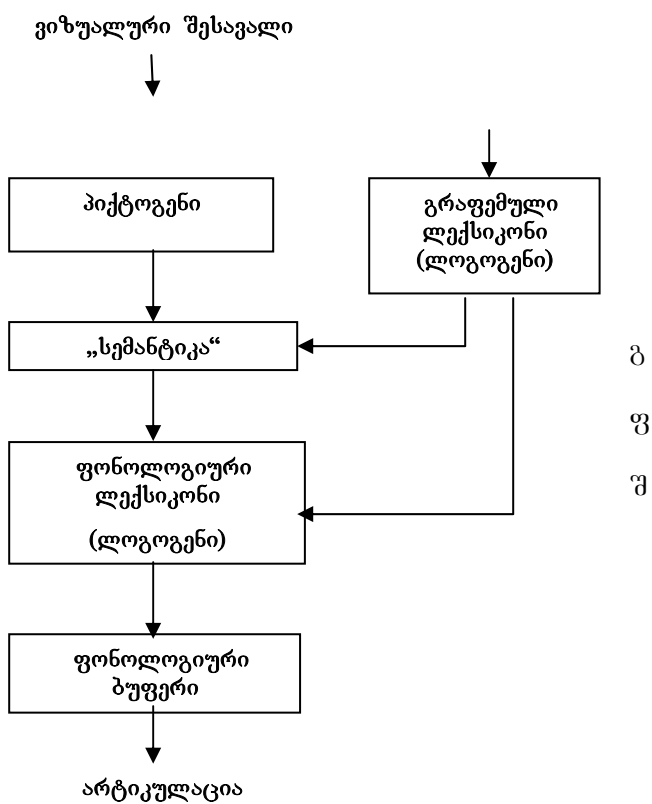 ვიზუალური შესავალი
პიქტოგენი
გრაფემული
ლექსიკონი
(ლოგოგენი)
„სემანტიკა“
ფონოლოგიური
ლექსიკონი
(ლოგოგენი)
ფონოლოგიური
ბუფერი
არტიკულაცია
გ
ფ
შ